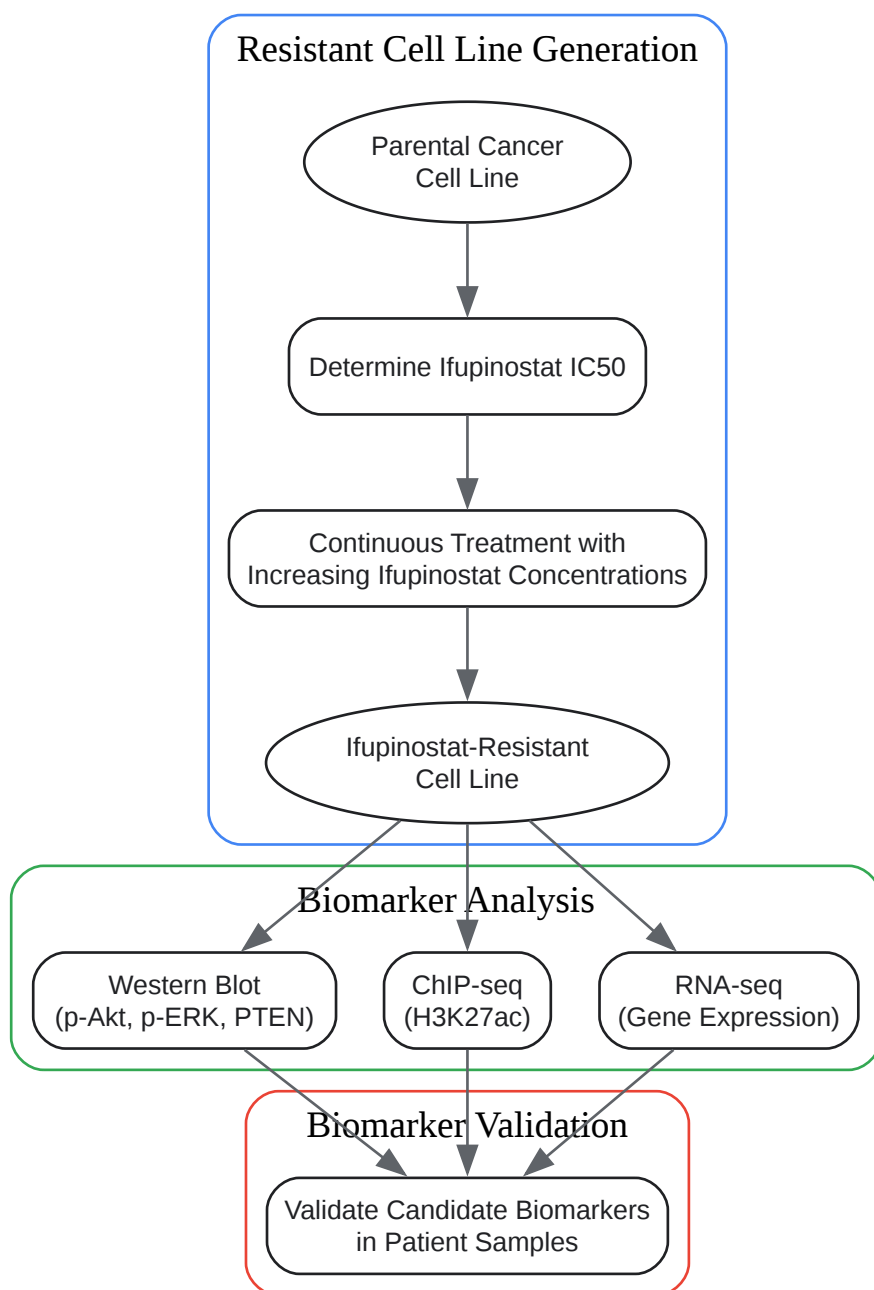 Resistant Cell Line Generation
Parental Cancer
Cell Line
Determine Ifupinostat IC50
Continuous Treatment with
Increasing Ifupinostat Concentrations
Ifupinostat-Resistant
Cell Line
Biomarker Analysis
Western Blot
(p-Akt, p-ERK, PTEN)
ChIP-seq
(H3K27ac)
RNA-seq
(Gene Expression)
Biomarker Validation
Validate Candidate Biomarkers
in Patient Samples